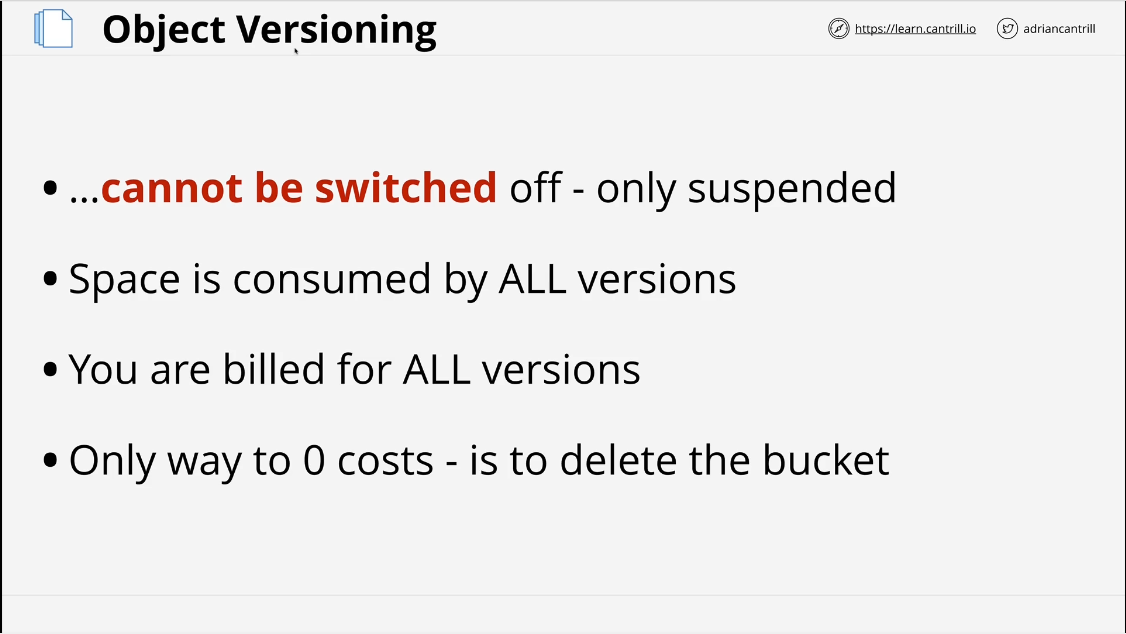 Object Versioning
https://learn.cantrill.io
adriancantrill
• ...cannot be switched off - only suspended
• Space is consumed by ALL versions
• You are billed for ALL versions
• Only way to 0 costs - is to delete the bucket